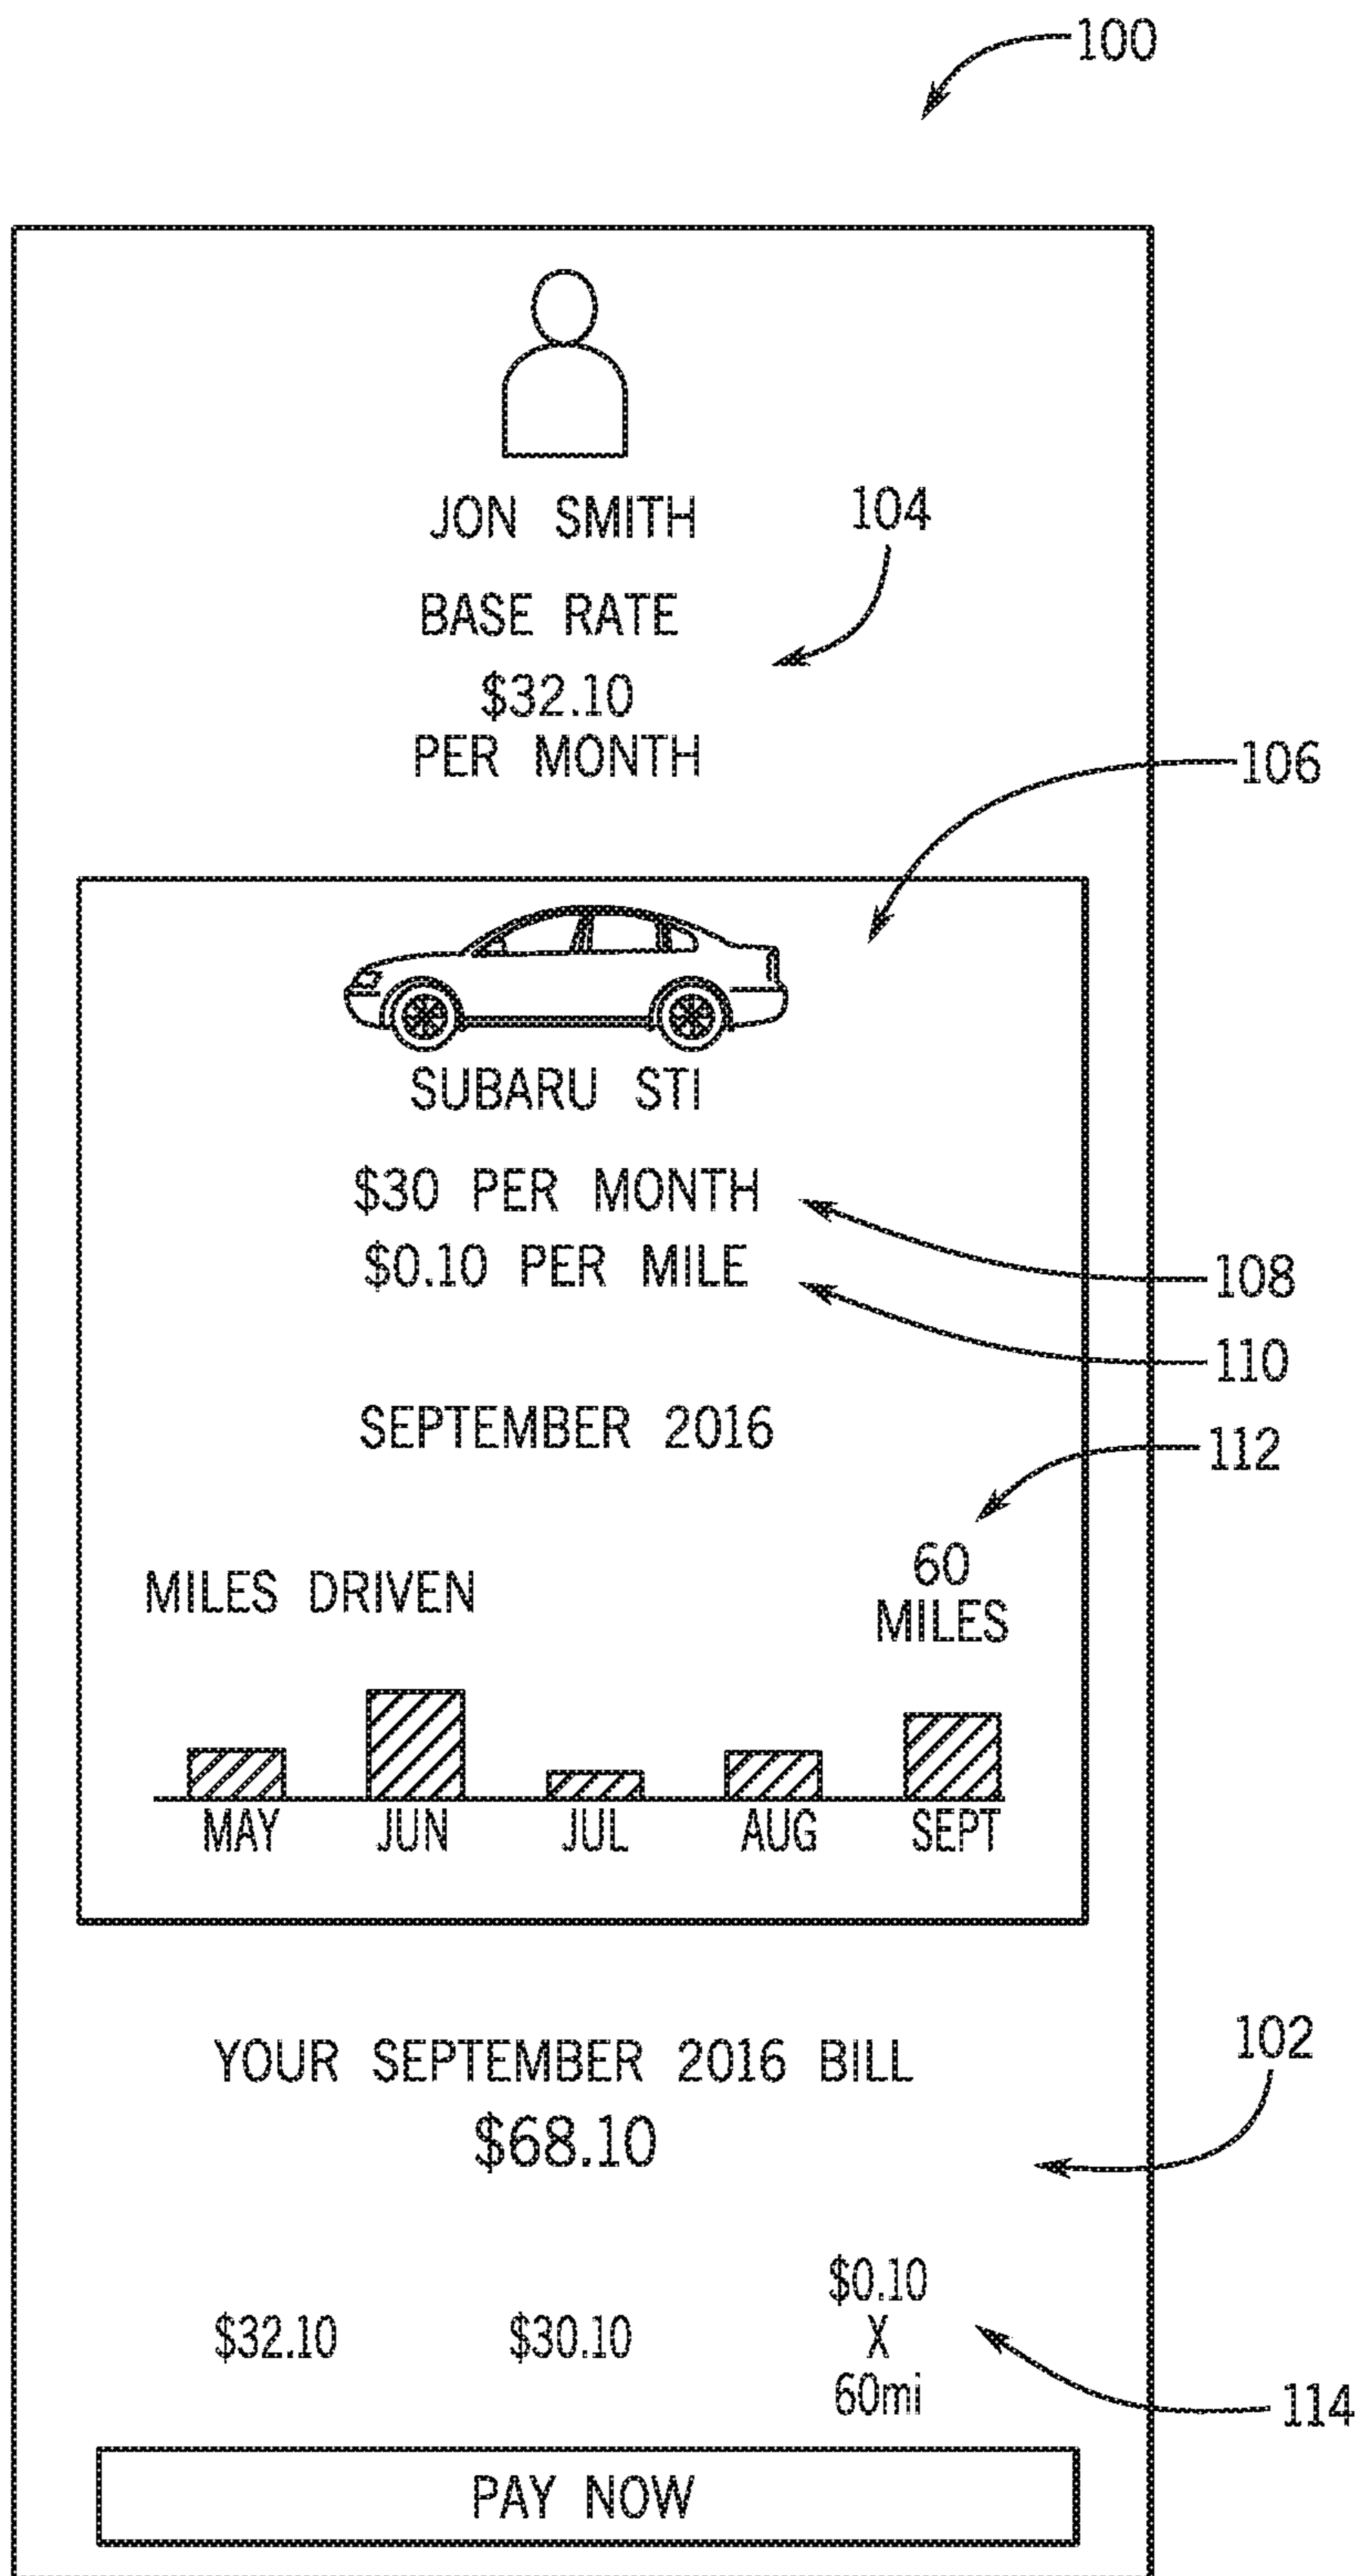 100
JON SMITH
104
BASE RATE
$32.10
PER MONTH
106
SUBARU STI
$30 PER MONTH
108
$0.10 PER MILE
110
SEPTEMBER 2016
112
60
MILES DRIVEN
MILES
MAY JUN JUL AUG SEPT
YOUR SEPTEMBER 2016 BILL
102
$68.10
$0.10
$32.10 $30.10 X
60mi
114
PAY NOW